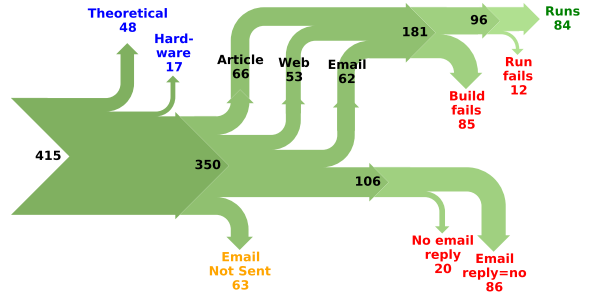 Theoretical
48
Hard-
ware
17
Article
66
Web
53
Email
62
181
96
Runs
84
Run
fails
12
Build
fails
85
415
350
106
Email
Not Sent
63
No email
reply
20
Email
reply=no
86